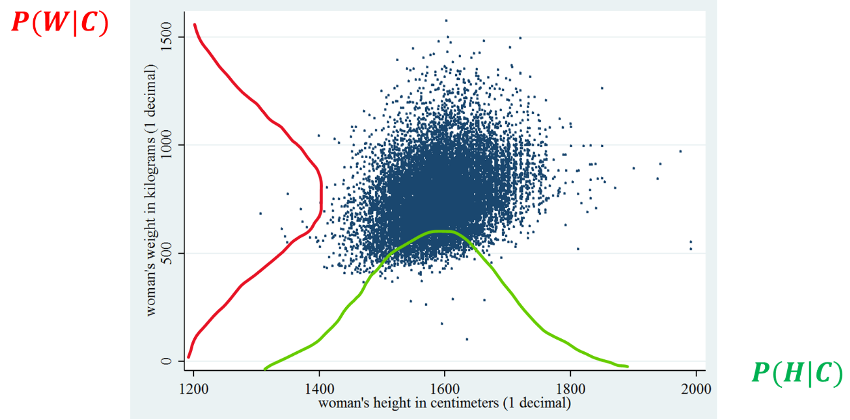 P(W|C)
woman's weight in kilograms (1 decimal)
1500
1000
500
0
1200 1400 1600 1800 2000
woman's height in centimeters (1 decimal)
P(H|C)